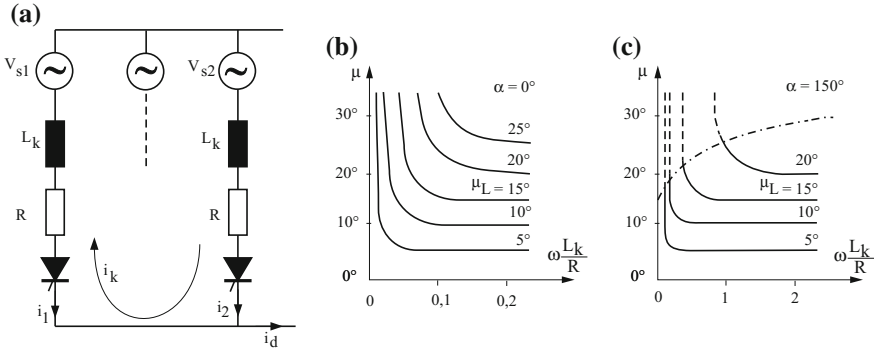 (a)
V_s1
V_s2
L_k
L_k
R
R
i_k
i_1
i_2
i_d
(b)
μ
α = 0°
30°
20°
10°
0°
25°
20°
μ_L = 15°
10°
5°
ω L_k/R
0
0,1
0,2
(c)
μ
α = 150°
30°
20°
10°
0°
20°
μ_L = 15°
10°
5°
ω L_k/R
0
1
2